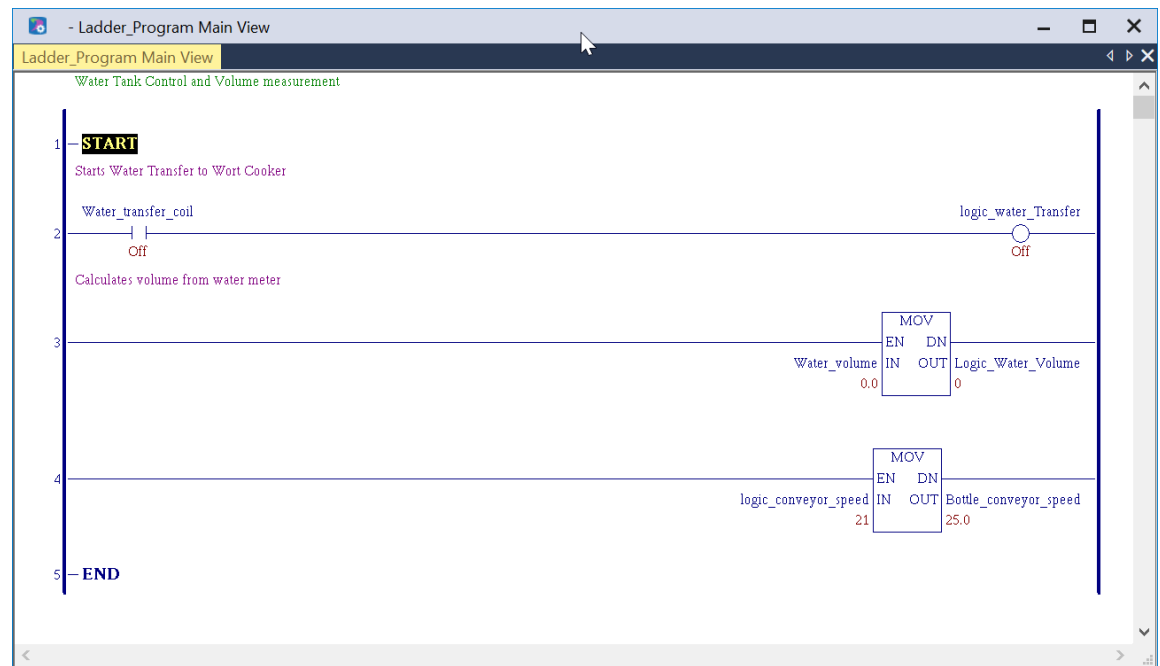 - Ladder_Program Main View
Ladder_Program Main View
Water Tank Control and Volume measurement
1 START
Starts Water Transfer to Wort Cooker
Water_transfer_coil logic_water_Transfer
2
Off Off
Calculates volume from water meter
MOV
3 EN DN
Water_volume IN OUT Logic_Water_Volume
0.0 0
MOV
4 EN DN
logic_conveyor_speed IN OUT Bottle_conveyor_speed
21 25.0
5 END